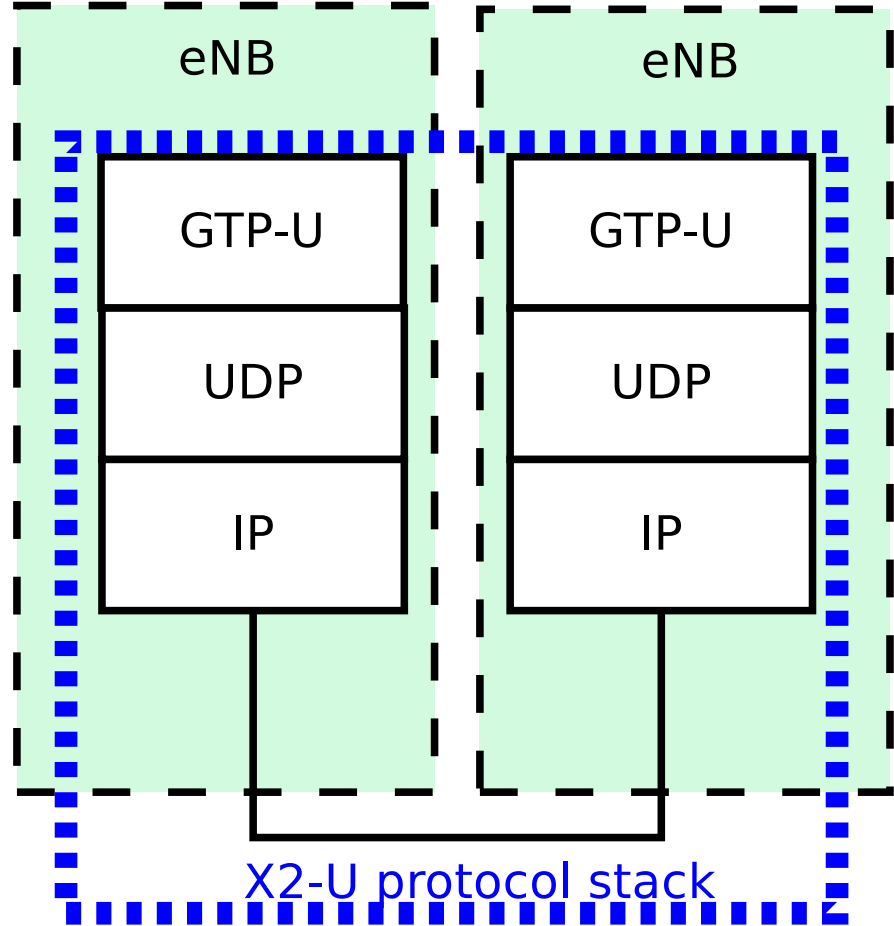 eNB
eNB
GTP-U
GTP-U
UDP
UDP
IP
IP
X2-U protocol stack